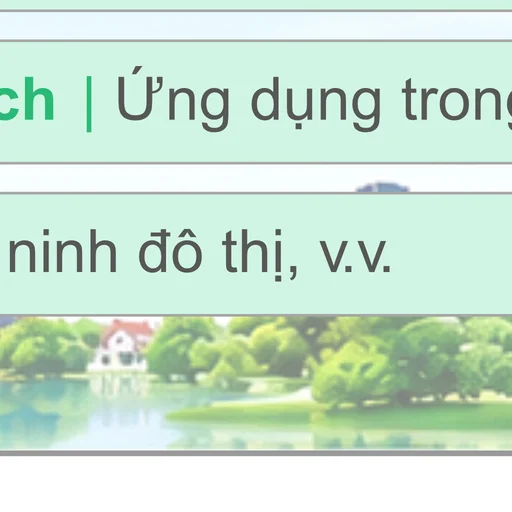 ch | Ứng dụng trong
ninh đô thị, v.v.